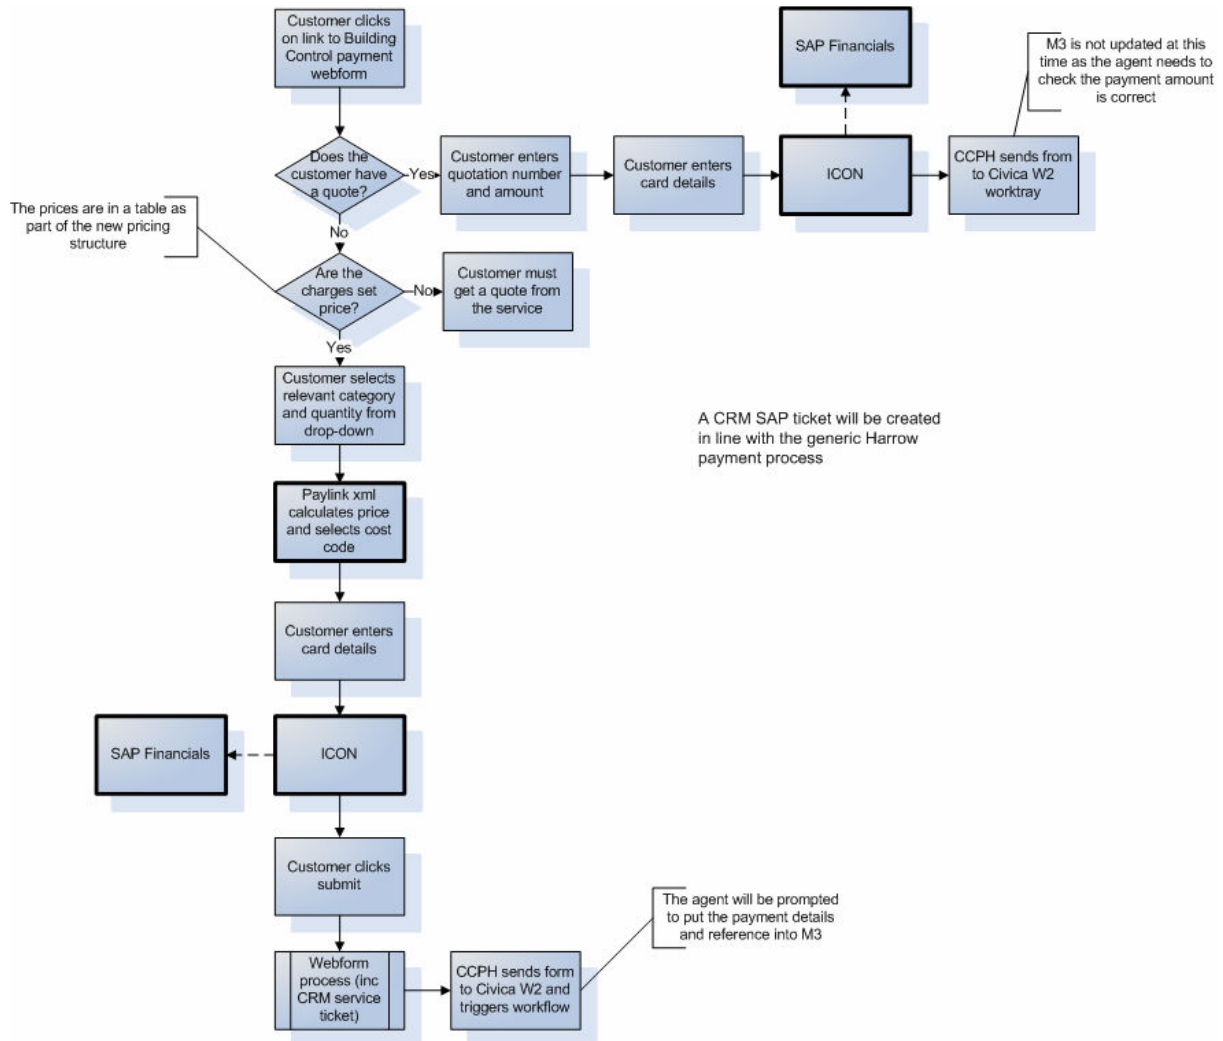 Customer clicks
on link to Building
Control payment
webform
SAP Financials
M3 is not updated at this
time as the agent needs to
check the payment amount
is correct
Does the
customer have
a quote?
Yes
Customer enters
quotation number
and amount
Customer enters
card details
ICON
CCPH sends from
to Civica W2
worktray
The prices are in a table as
part of the new pricing
structure
No
Are the
charges set
price?
No
Customer must
get a quote from
the service
Yes
Customer selects
relevant category
and quantity from
drop-down
A CRM SAP ticket will be created
in line with the generic Harrow
payment process
Paylink xml
calculates price
and selects cost
code
Customer enters
card details
SAP Financials
ICON
Customer clicks
submit
The agent will be prompted
to put the payment details
and reference into M3
Webform
process (inc
CRM service
ticket)
CCPH sends form
to Civica W2 and
triggers workflow